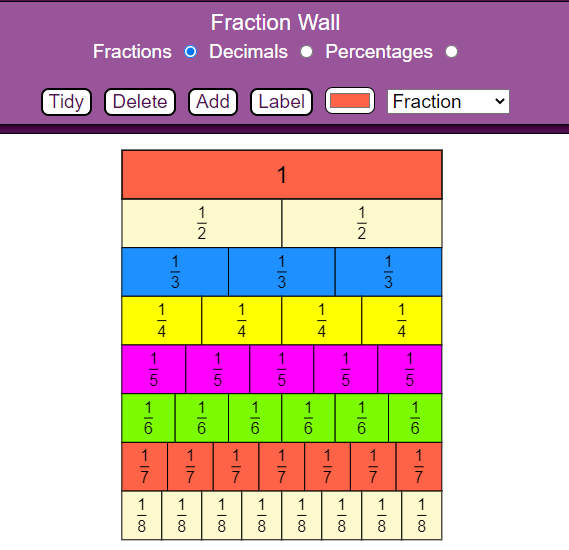 Fraction Wall
Fractions Decimals Percentages
Tidy Delete Add Label Fraction
1
1/2 1/2
1/3 1/3 1/3
1/4 1/4 1/4 1/4
1/5 1/5 1/5 1/5 1/5
1/6 1/6 1/6 1/6 1/6 1/6
1/7 1/7 1/7 1/7 1/7 1/7 1/7
1/8 1/8 1/8 1/8 1/8 1/8 1/8 1/8